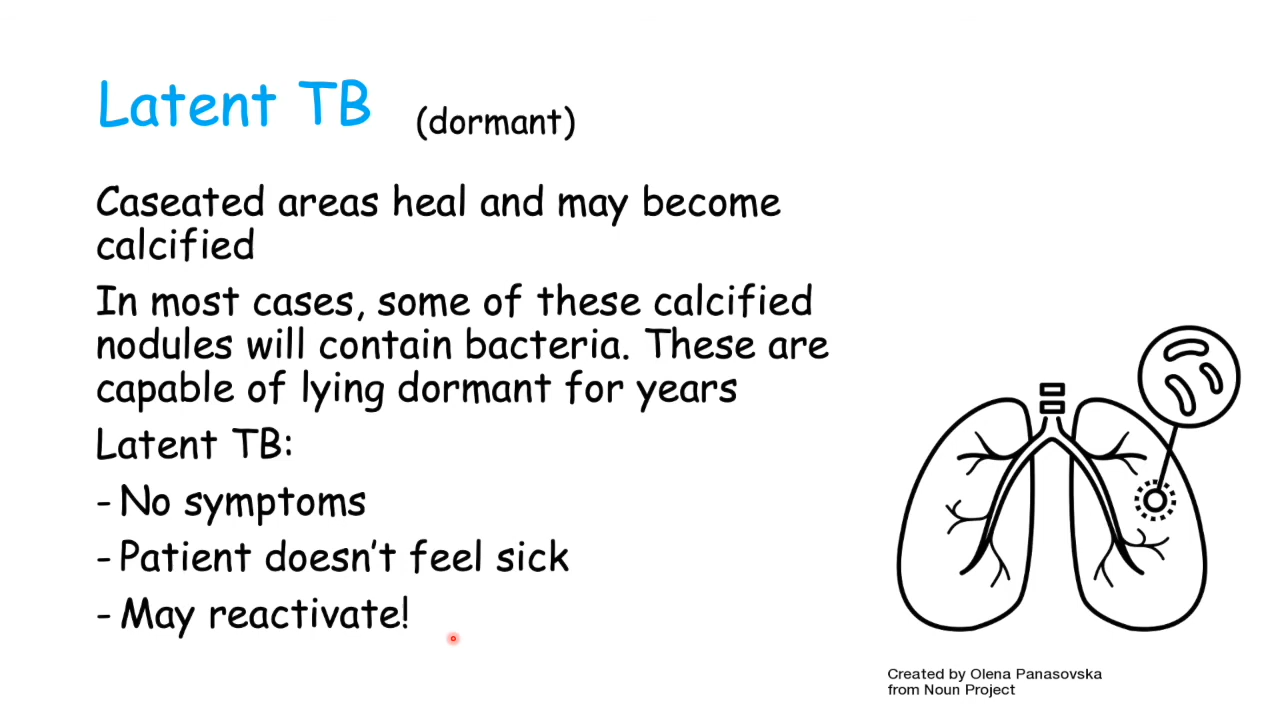 Latent TB (dormant)
Caseated areas heal and may become
calcified
In most cases, some of these calcified
nodules will contain bacteria. These are
capable of lying dormant for years
Latent TB:
- No symptoms
- Patient doesn’t feel sick
- May reactivate!
Created by Olena Panasovska
from Noun Project